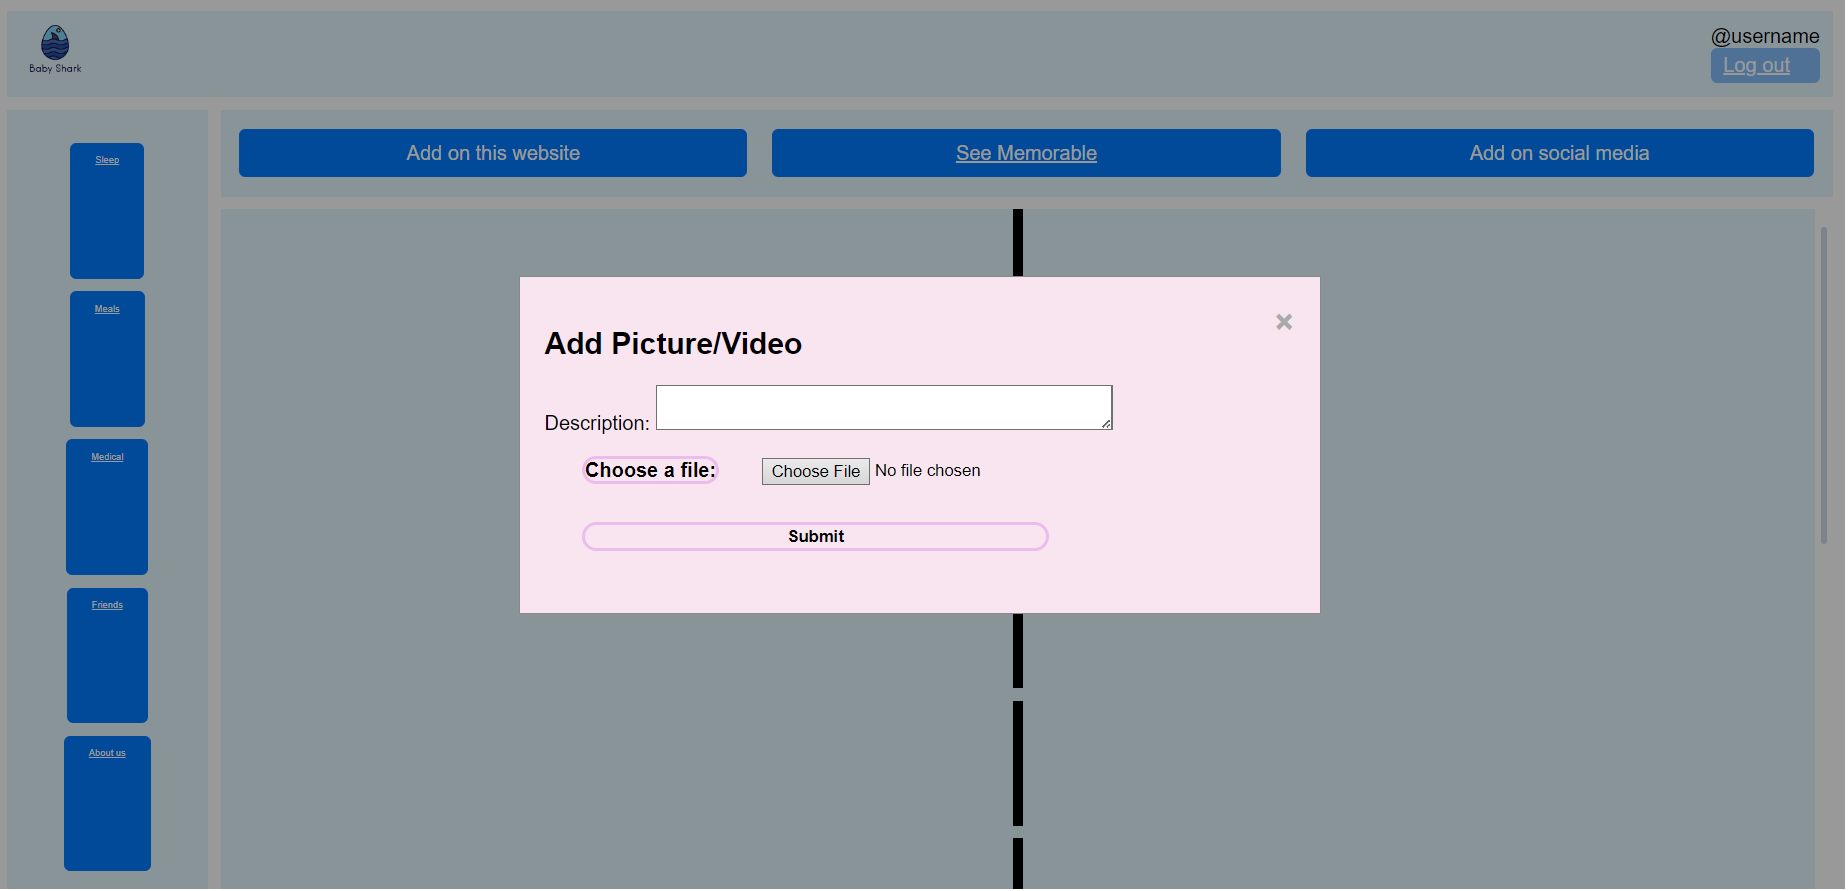 Baby Shark
@username
Log out
Sleep
Meals
Medical
Friends
About us
Add on this website
See Memorable
Add on social media
×
Add Picture/Video
Description:
Choose a file: Choose File No file chosen
Submit